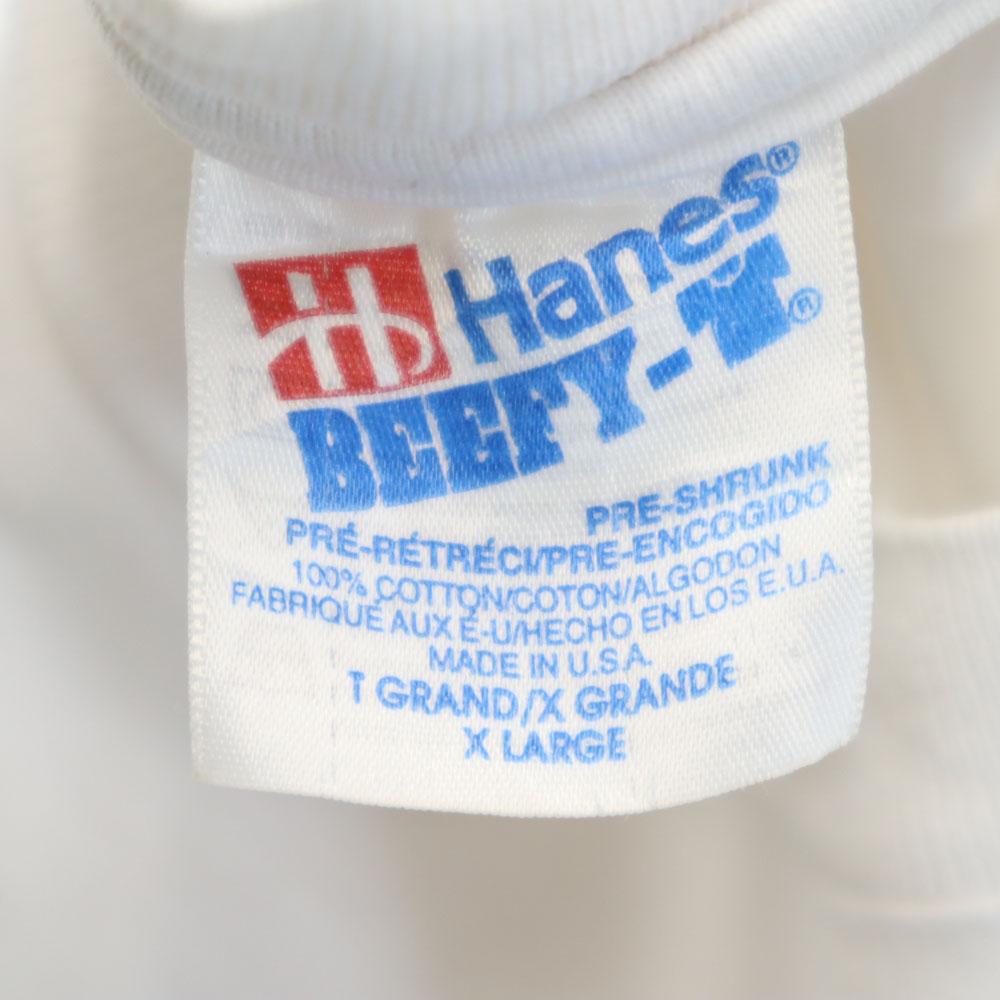 H Hanes®
BEEFY-T®
PRE-SHRUNK
PRÉ-RÉTRÉCI/PRE-ENCOGIDO
100% COTTON/COTON/ALGODON
FABRIQUÉ AUX É-U/HECHO EN LOS E.U.A.
MADE IN U.S.A.
T GRAND/X GRANDE
X LARGE